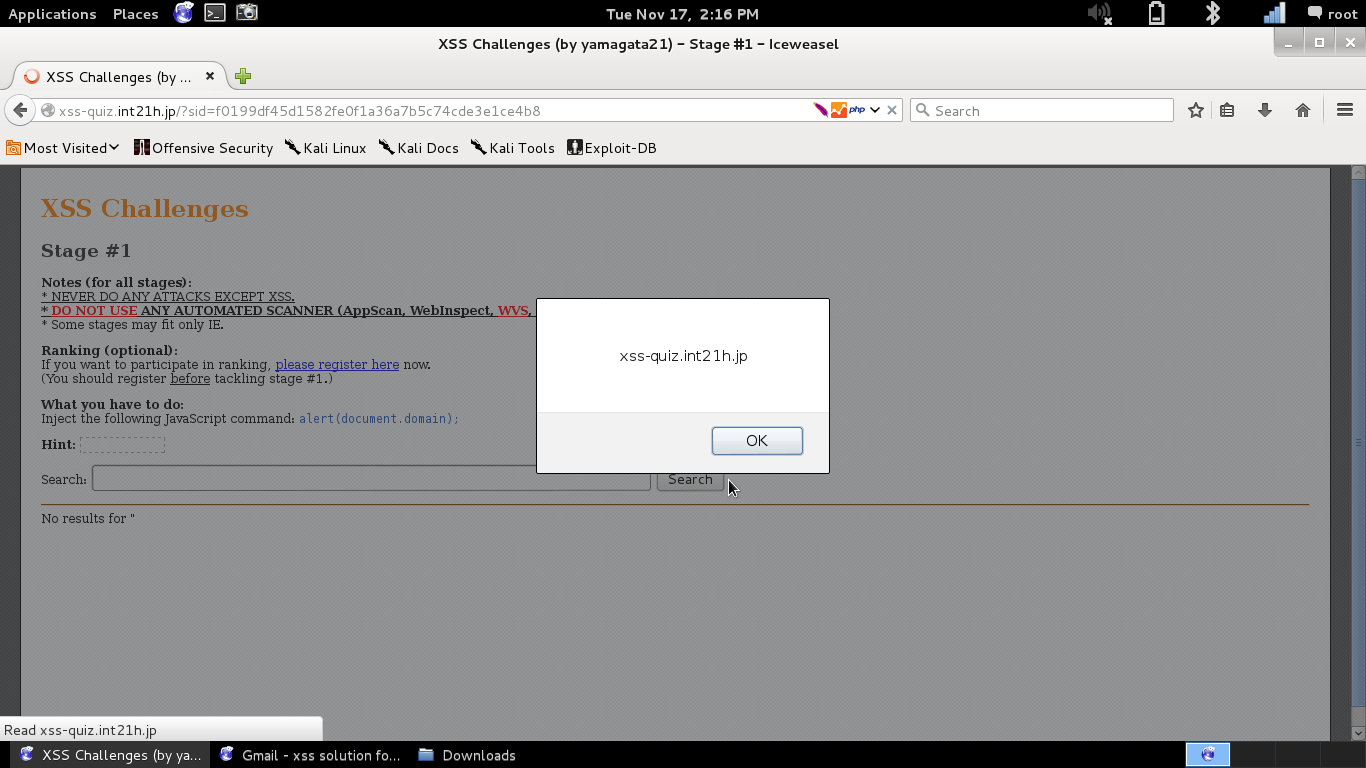 Applications Places Tue Nov 17, 2:16 PM root
XSS Challenges (by yamagata21) - Stage #1 - Iceweasel
XSS Challenges (by ...
xss-quiz.int21h.jp/?sid=f0199df45d1582fe0f1a36a7b5c74cde3e1ce4b8 php Search
Most Visited Offensive Security Kali Linux Kali Docs Kali Tools Exploit-DB
XSS Challenges
Stage #1
Notes (for all stages):
* NEVER DO ANY ATTACKS EXCEPT XSS.
* DO NOT USE ANY AUTOMATED SCANNER (AppScan, WebInspect, WVS,
* Some stages may fit only IE.
Ranking (optional):
If you want to participate in ranking, please register here now.
(You should register before tackling stage #1.)
What you have to do:
Inject the following JavaScript command: alert(document.domain);
Hint:
Search: Search
No results for "
xss-quiz.int21h.jp
OK
Read xss-quiz.int21h.jp
XSS Challenges (by ya... Gmail - xss solution fo... Downloads